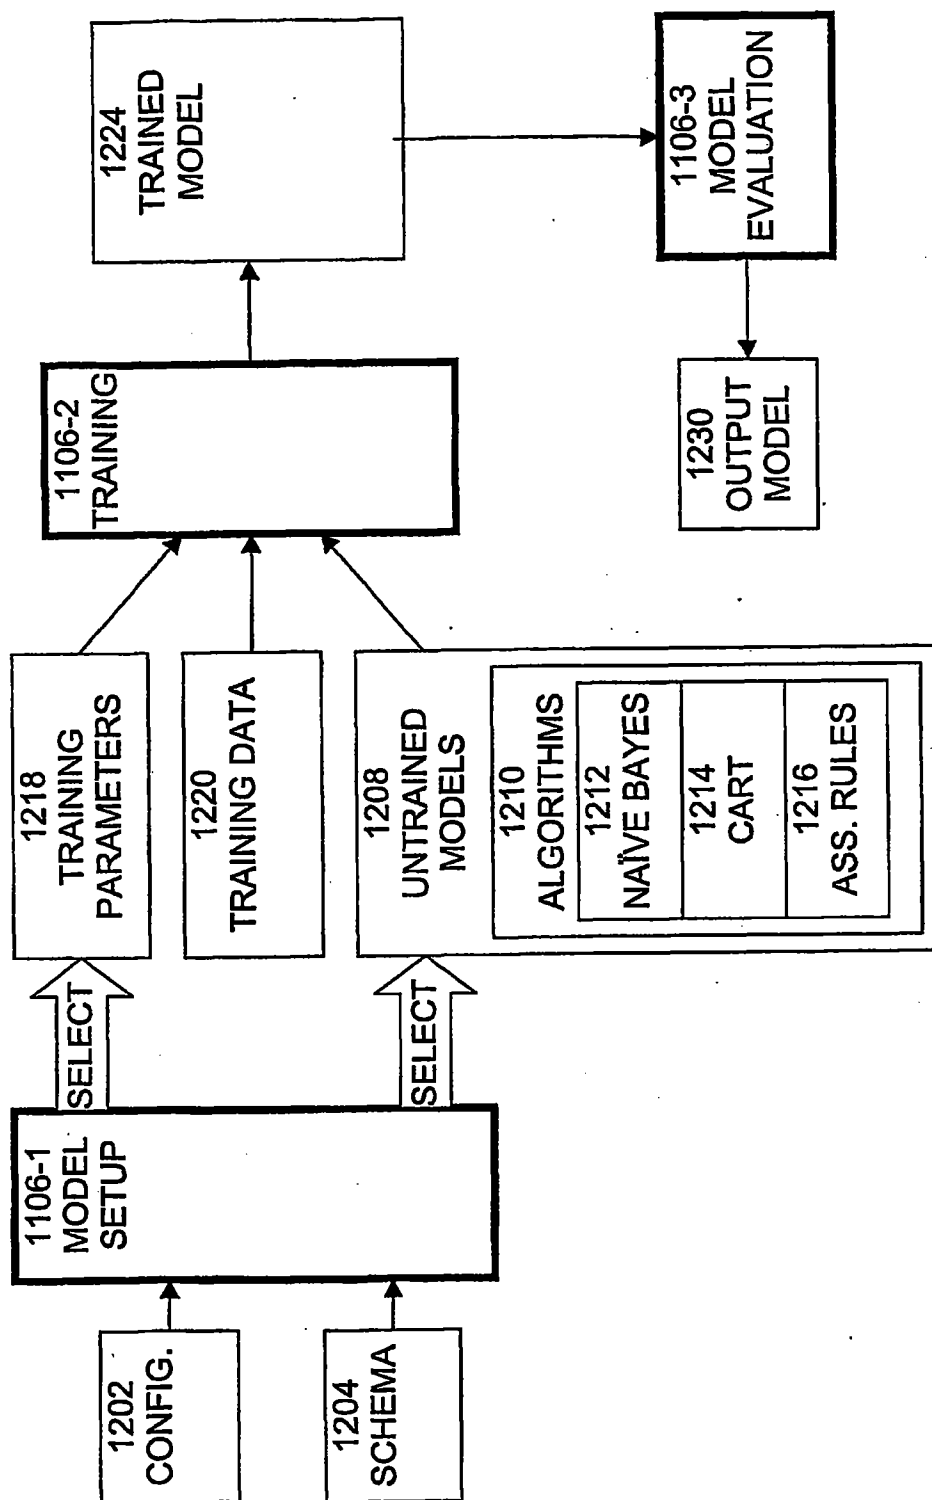 1202
CONFIG.
1204
SCHEMA
1106-1
MODEL
SETUP
SELECT
SELECT
1218
TRAINING
PARAMETERS
1220
TRAINING DATA
1208
UNTRAINED
MODELS
1210
ALGORITHMS
1212
NAÏVE BAYES
1214
CART
1216
ASS. RULES
1106-2
TRAINING
1224
TRAINED
MODEL
1106-3
MODEL
EVALUATION
1230
OUTPUT
MODEL